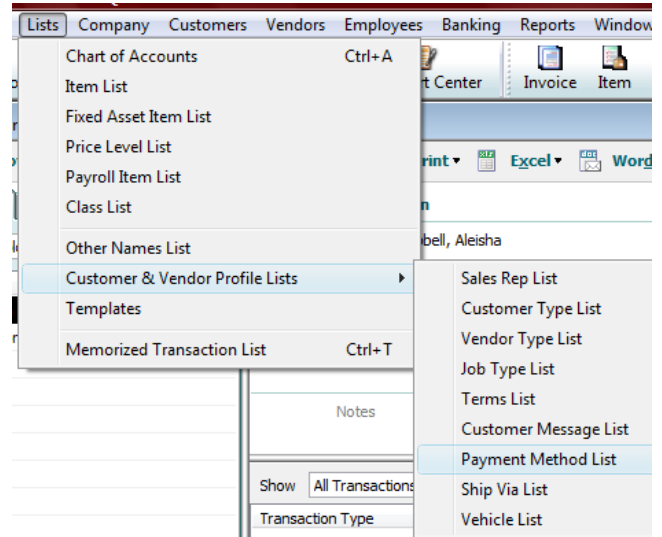 Lists Company Customers Vendors Employees Banking Reports Window
Chart of Accounts Ctrl+A
Item List
Fixed Asset Item List
Price Level List
Payroll Item List
Class List
Other Names List
Customer & Vendor Profile Lists
Templates
Memorized Transaction List Ctrl+T
t Center Invoice Item
rint Excel Word
n
bell, Aleisha
Sales Rep List
Customer Type List
Vendor Type List
Job Type List
Terms List
Customer Message List
Payment Method List
Ship Via List
Vehicle List
Notes
Show All Transactions
Transaction Type